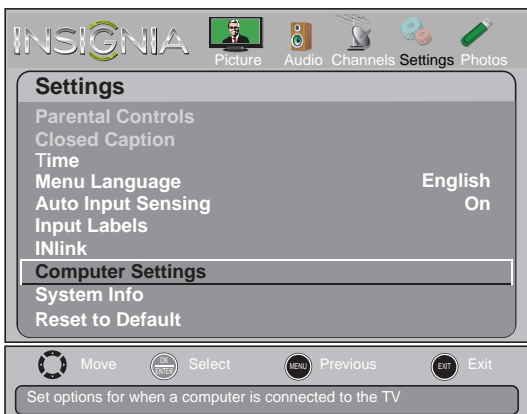 INSIGNIA
Picture Audio Channels Settings Photos
Settings
Parental Controls
Closed Caption
Time
Menu Language English
Auto Input Sensing On
Input Labels
INlink
Computer Settings
System Info
Reset to Default
Move OK ENTER Select MENU Previous EXIT Exit
Set options for when a computer is connected to the TV